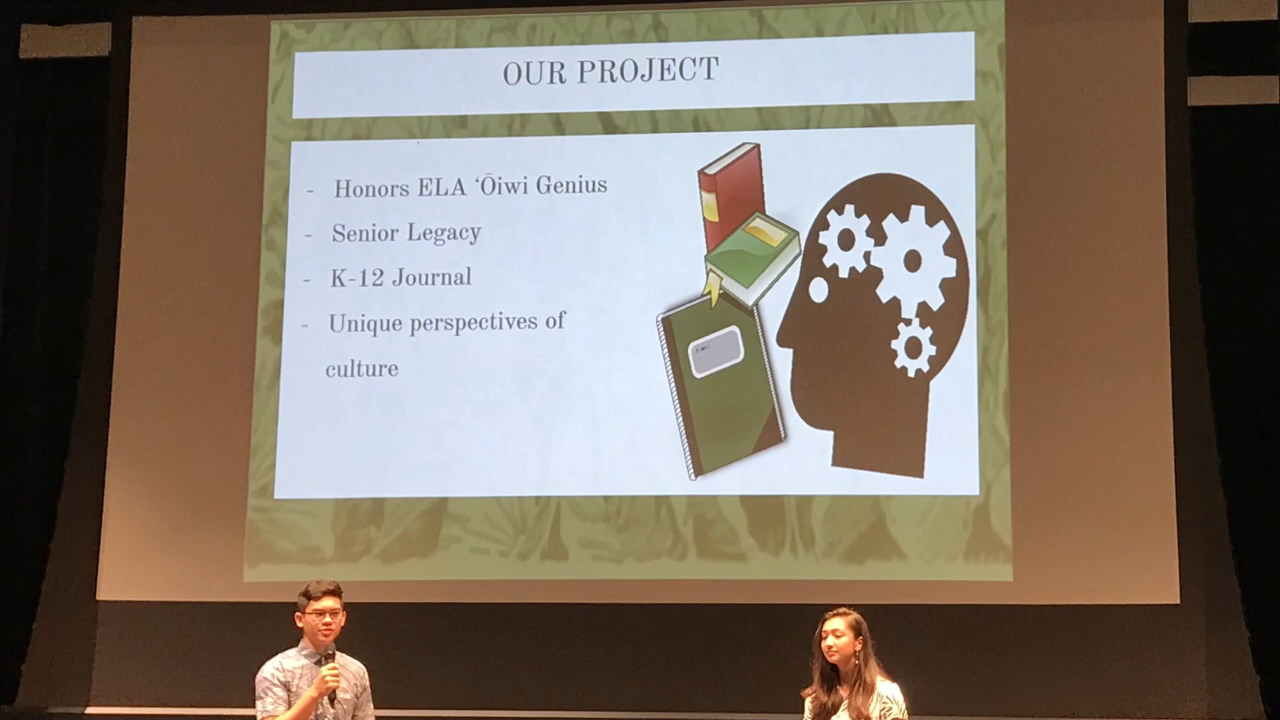 OUR PROJECT
- Honors ELA ʻŌiwi Genius
- Senior Legacy
- K-12 Journal
- Unique perspectives of
culture